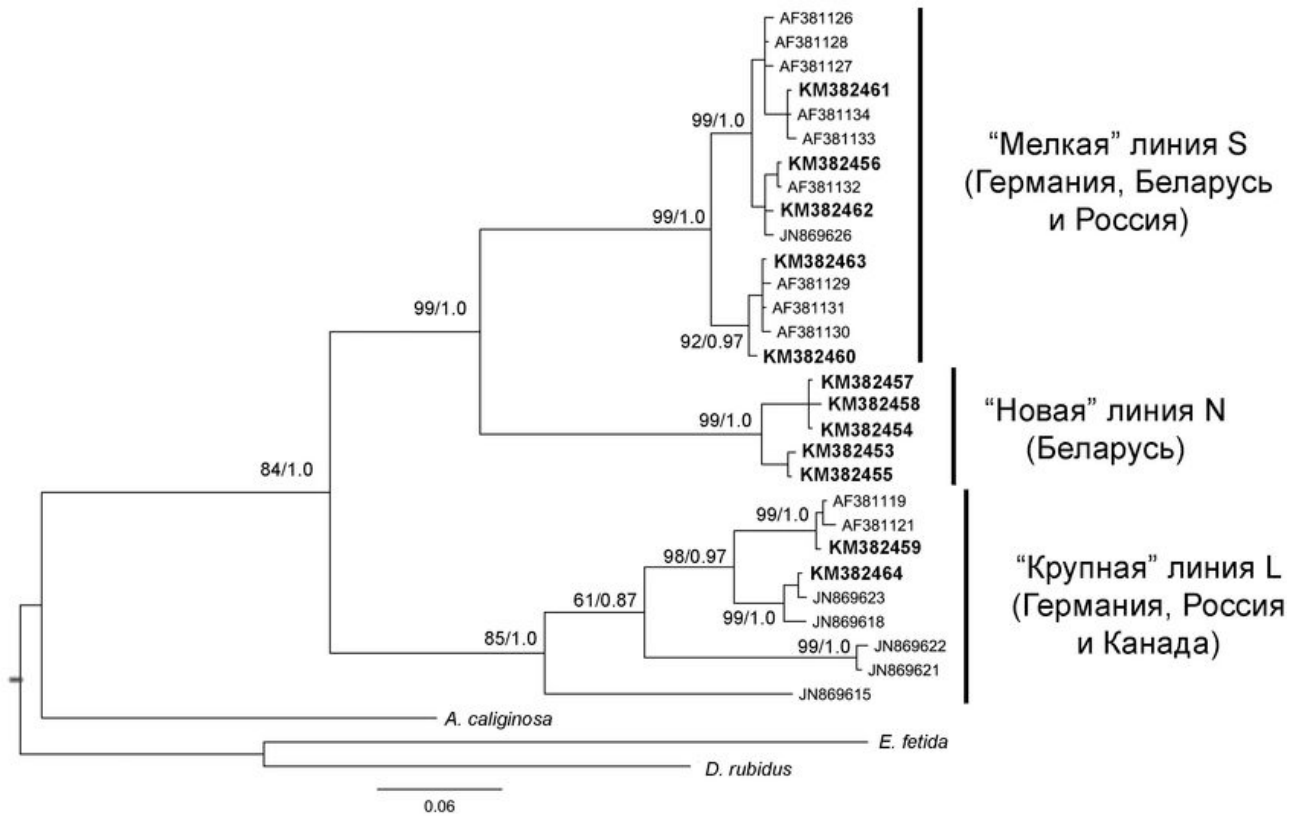 AF381126
AF381128
AF381127
KM382461
99/1.0
AF381134
AF381133
KM382456
AF381132
KM382462
99/1.0
JN869626
KM382463
AF381129
99/1.0
AF381131
AF381130
92/0.97
KM382460
“Мелкая” линия S
(Германия, Беларусь
и Россия)
KM382457
KM382458
99/1.0
KM382454
KM382453
KM382455
“Новая” линия N
(Беларусь)
84/1.0
AF381119
99/1.0
AF381121
KM382459
98/0.97
KM382464
61/0.87
JN869623
99/1.0
JN869618
85/1.0
99/1.0
JN869622
JN869621
JN869615
“Крупная” линия L
(Германия, Россия
и Канада)
A. caliginosa
E. fetida
D. rubidus
0.06